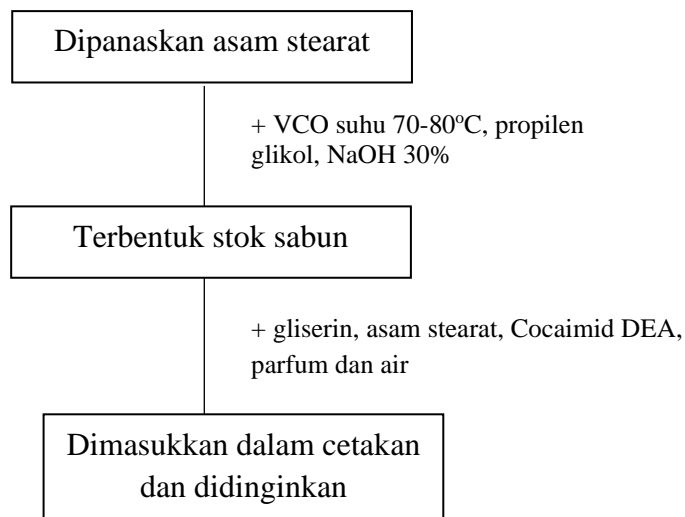 Dipanaskan asam stearat
+ VCO suhu 70-80ºC, propilen
glikol, NaOH 30%
Terbentuk stok sabun
+ gliserin, asam stearat, Cocaimid DEA,
parfum dan air
Dimasukkan dalam cetakan
dan didinginkan